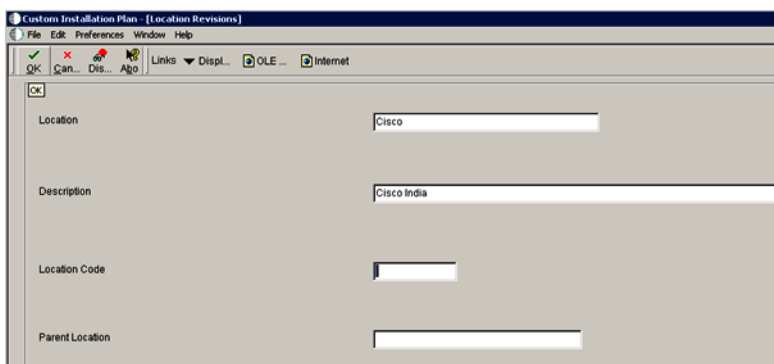 Custom Installation Plan - [Location Revisions]
File Edit Preferences Window Help
OK Can... Dis... Abo Links Displ... OLE ... Internet
OK
Location Cisco
Description Cisco India
Location Code
Parent Location